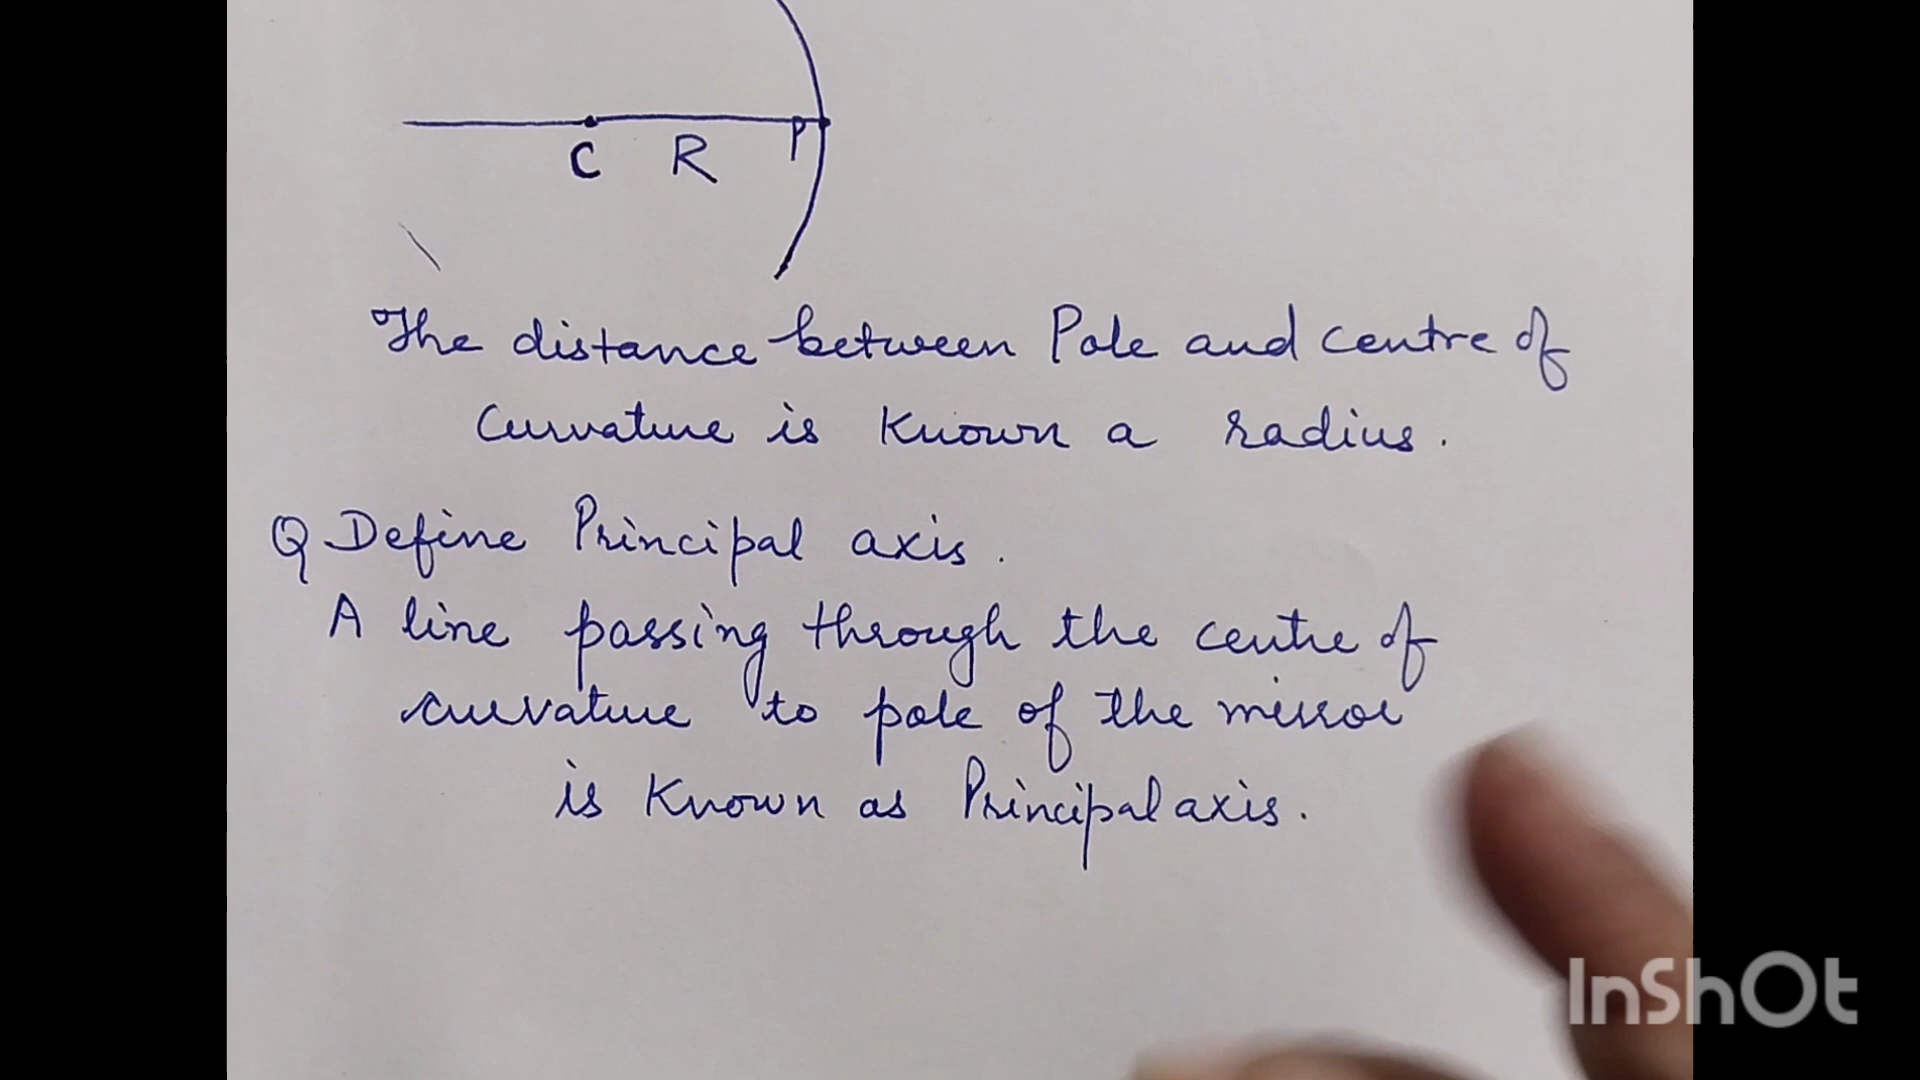 C R P
The distance between Pole and centre of
Curvature is known a radius.
Q Define Principal axis.
A line passing through the centre of
curvature to pole of the mirror
is known as Principal axis.
InShOt